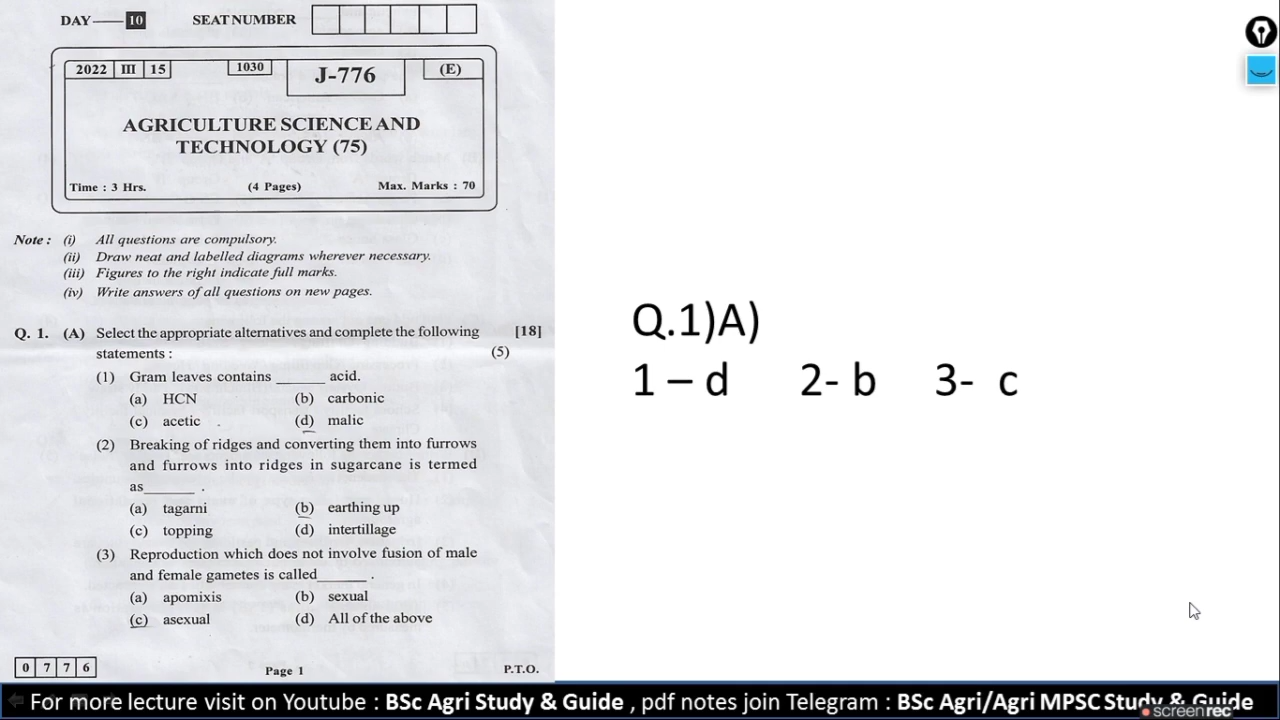 DAY — 10 SEAT NUMBER
2022 III 15 1030 J-776 (E)
AGRICULTURE SCIENCE AND
TECHNOLOGY (75)
Time : 3 Hrs. (4 Pages) Max. Marks : 70
Note : (i) All questions are compulsory.
(ii) Draw neat and labelled diagrams wherever necessary.
(iii) Figures to the right indicate full marks.
(iv) Write answers of all questions on new pages.
Q. 1. (A) Select the appropriate alternatives and complete the following [18]
statements : (5)
(1) Gram leaves contains ______ acid.
(a) HCN (b) carbonic
(c) acetic (d) malic
(2) Breaking of ridges and converting them into furrows
and furrows into ridges in sugarcane is termed
as______ .
(a) tagarni (b) earthing up
(c) topping (d) intertillage
(3) Reproduction which does not involve fusion of male
and female gametes is called______ .
(a) apomixis (b) sexual
(c) asexual (d) All of the above
0 7 7 6 Page 1 P.T.O.
Q.1)A)
1 – d 2- b 3- c
For more lecture visit on Youtube : BSc Agri Study & Guide , pdf notes join Telegram : BSc Agri/Agri MPSC Study & Guide
screenrec